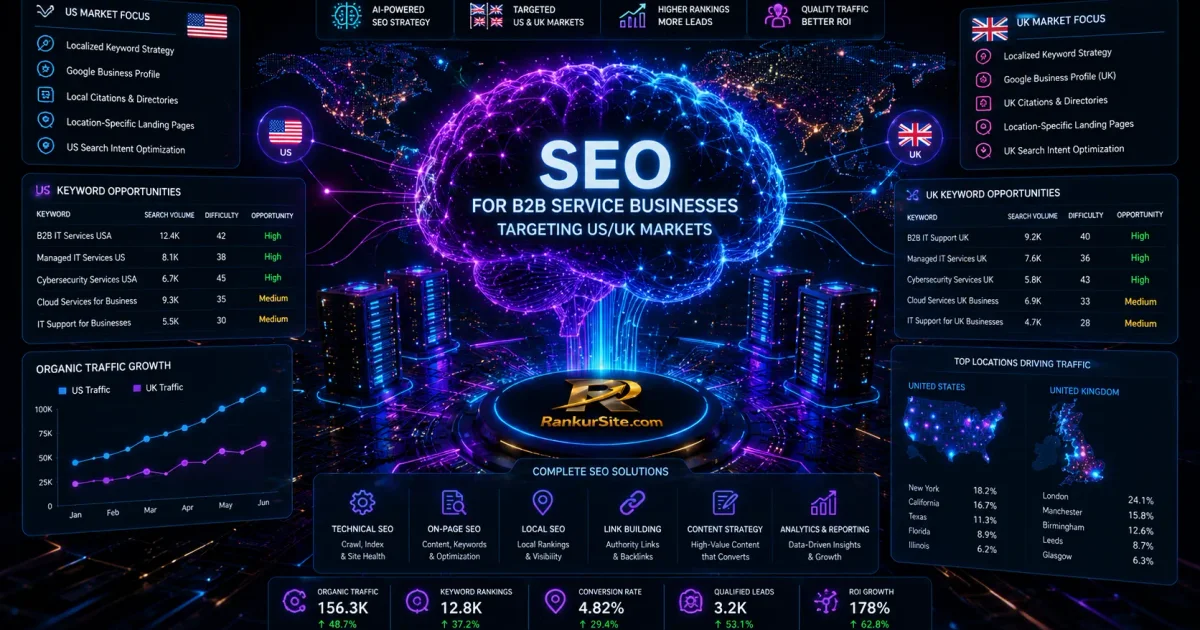 US MARKET FOCUS
Localized Keyword Strategy
Google Business Profile
Local Citations & Directories
Location-Specific Landing Pages
US Search Intent Optimization
AI-POWERED
SEO STRATEGY
TARGETED
US & UK MARKETS
HIGHER RANKINGS
MORE LEADS
QUALITY TRAFFIC
BETTER ROI
UK MARKET FOCUS
Localized Keyword Strategy
Google Business Profile (UK)
UK Citations & Directories
Location-Specific Landing Pages
UK Search Intent Optimization
US
UK
SEO
FOR B2B SERVICE BUSINESSES
TARGETING US/UK MARKETS
US KEYWORD OPPORTUNITIES
KEYWORD SEARCH VOLUME DIFFICULTY OPPORTUNITY
B2B IT Services USA 12.4K 42 High
Managed IT Services US 8.1K 38 High
Cybersecurity Services USA 6.7K 45 High
Cloud Services for Business 9.3K 35 Medium
IT Support for Businesses 5.5K 30 Medium
UK KEYWORD OPPORTUNITIES
KEYWORD SEARCH VOLUME DIFFICULTY OPPORTUNITY
B2B IT Support UK 9.2K 40 High
Managed IT Services UK 7.6K 36 High
Cybersecurity Services UK 5.8K 43 High
Cloud Services UK Business 6.9K 33 Medium
IT Support for UK Businesses 4.7K 28 Medium
ORGANIC TRAFFIC GROWTH
US Traffic UK Traffic
100K
75K
50K
25K
0
Jan Feb Mar Apr May Jun
R
RankurSite.com
TOP LOCATIONS DRIVING TRAFFIC
UNITED STATES
New York 18.2%
California 16.7%
Texas 11.3%
Florida 8.9%
Illinois 6.2%
UNITED KINGDOM
London 24.1%
Manchester 15.8%
Birmingham 12.6%
Leeds 8.7%
Glasgow 6.3%
COMPLETE SEO SOLUTIONS
TECHNICAL SEO
Crawl, Index
& Site Health
ON-PAGE SEO
Content, Keywords
& Optimization
LOCAL SEO
Local Rankings
& Visibility
LINK BUILDING
Authority Links
& Backlinks
CONTENT STRATEGY
High-Value Content
that Converts
ANALYTICS & REPORTING
Data-Driven Insights
& Growth
ORGANIC TRAFFIC
156.3K
↑ 48.7%
KEYWORD RANKINGS
12.8K
↑ 37.2%
CONVERSION RATE
4.82%
↑ 29.4%
QUALIFIED LEADS
3.2K
↑ 53.1%
ROI GROWTH
178%
↑ 62.8%